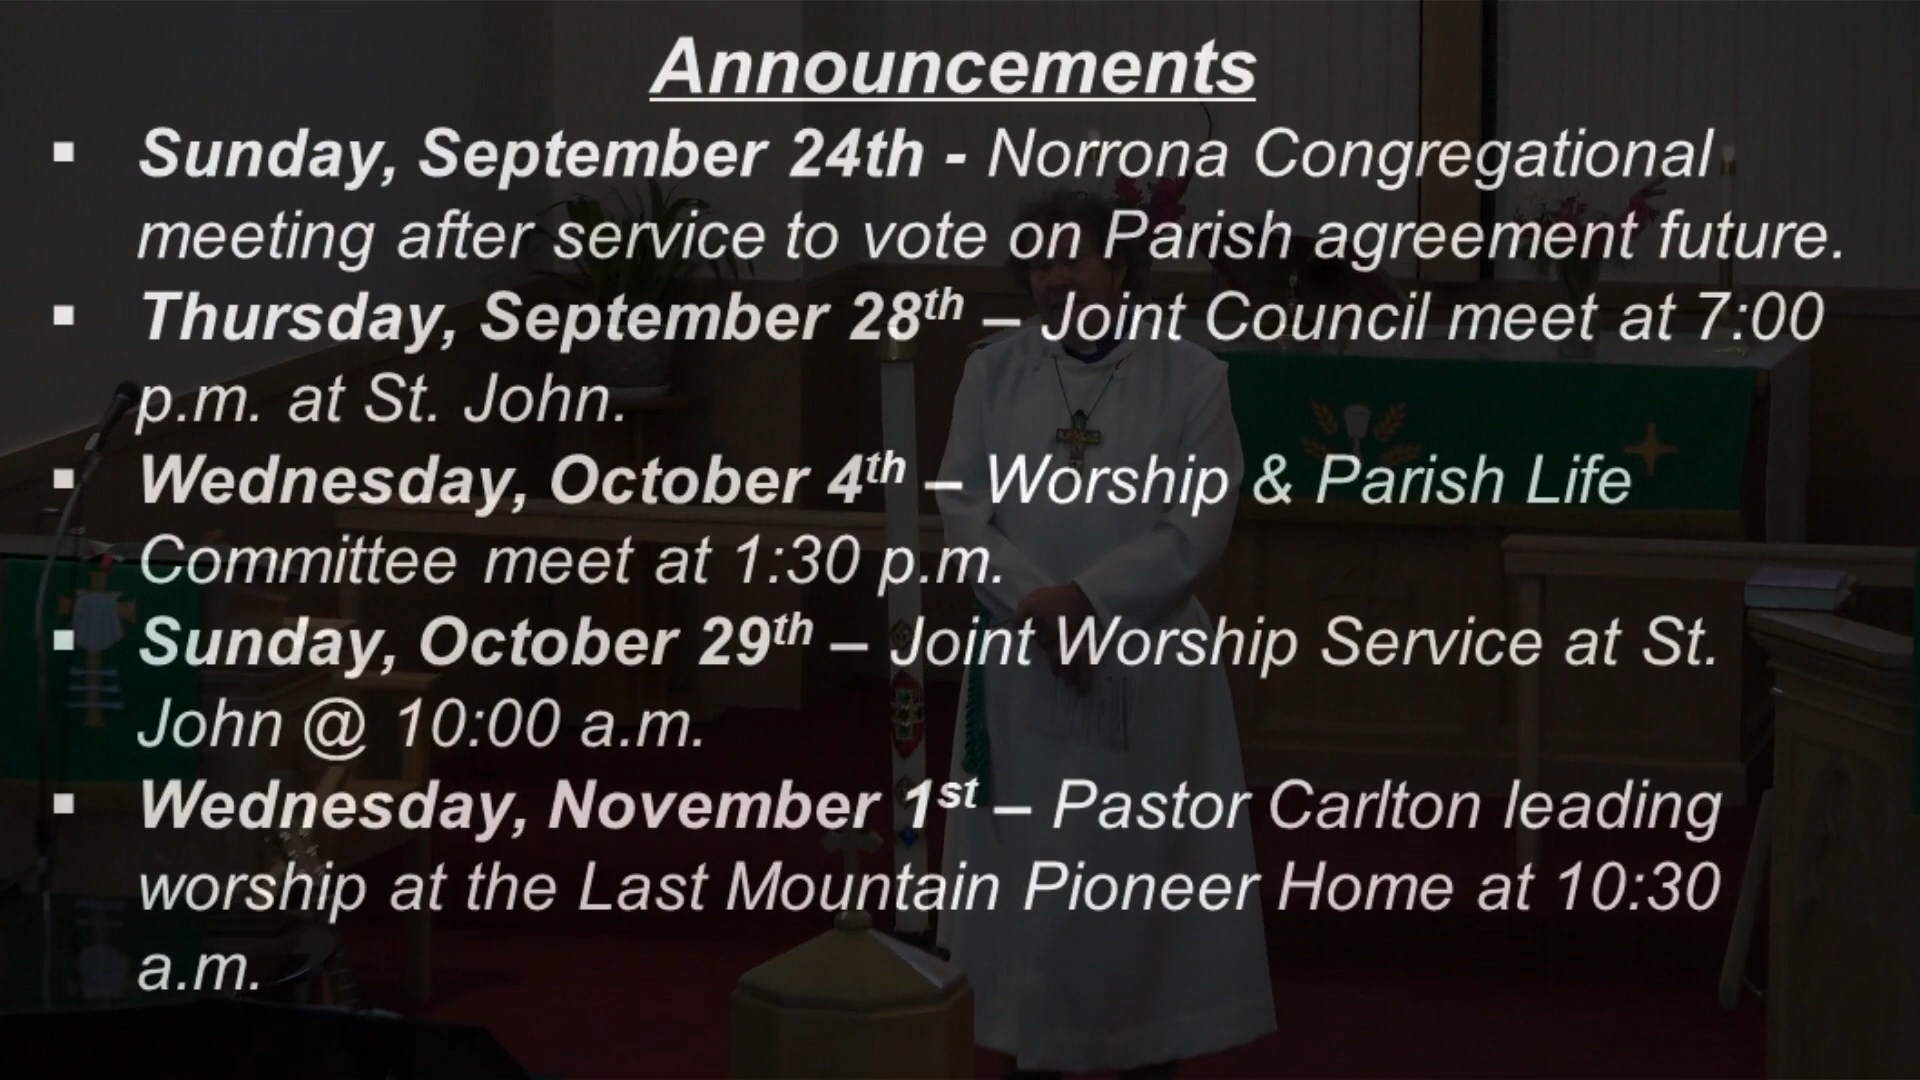 Announcements
▪ Sunday, September 24th - Norrona Congregational
meeting after service to vote on Parish agreement future.
▪ Thursday, September 28th – Joint Council meet at 7:00
p.m. at St. John.
▪ Wednesday, October 4th – Worship & Parish Life
Committee meet at 1:30 p.m.
▪ Sunday, October 29th – Joint Worship Service at St.
John @ 10:00 a.m.
▪ Wednesday, November 1st – Pastor Carlton leading
worship at the Last Mountain Pioneer Home at 10:30
a.m.